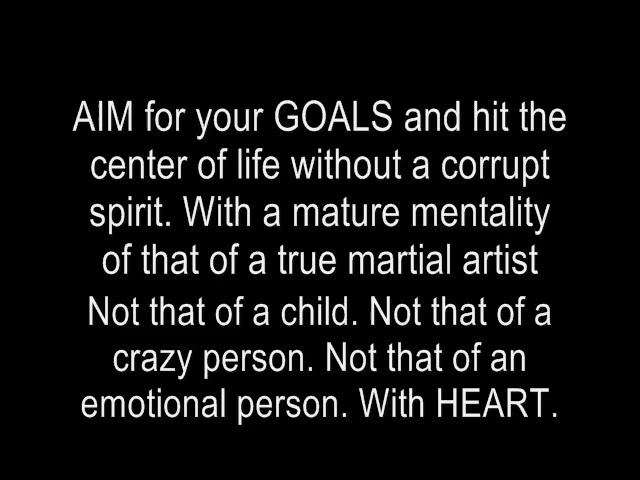 AIM for your GOALS and hit the
center of life without a corrupt
spirit. With a mature mentality
of that of a true martial artist
Not that of a child. Not that of a
crazy person. Not that of an
emotional person. With HEART.